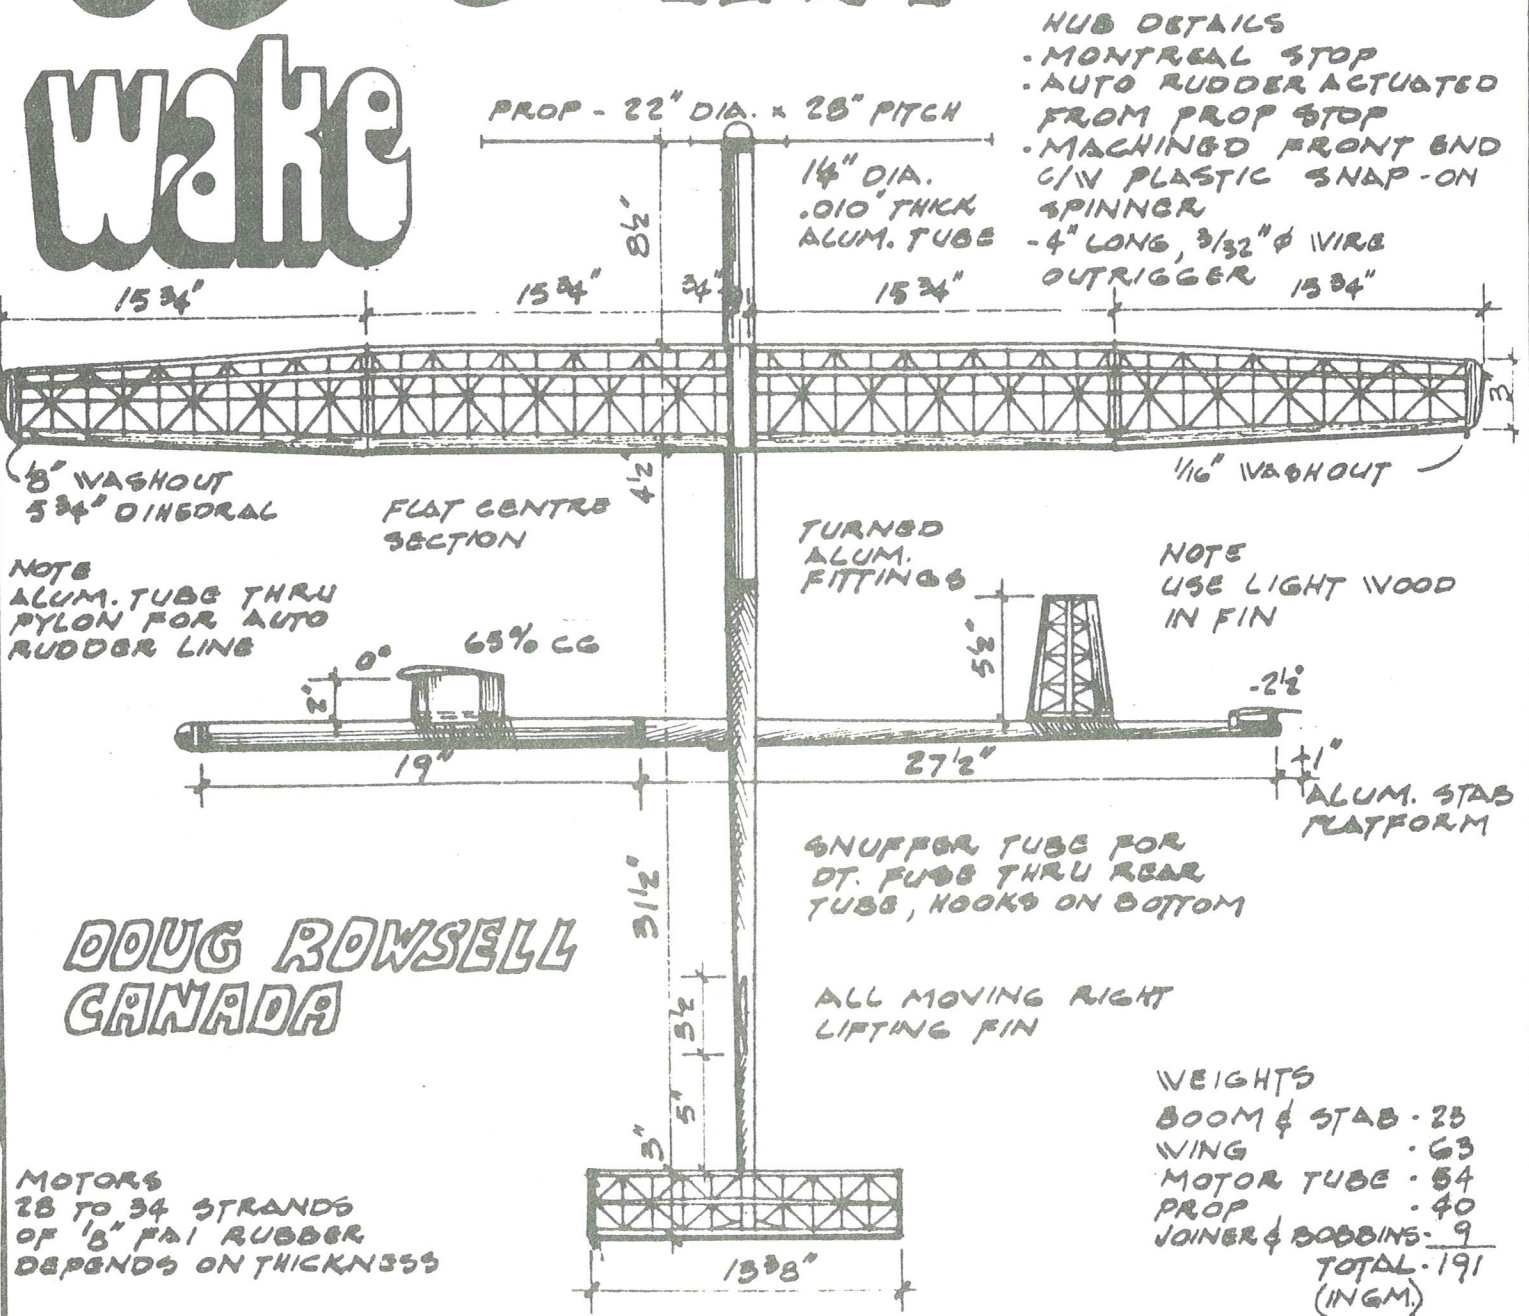 wake
HUB DETAILS
· MONTREAL STOP
· AUTO RUDDER ACTUATED
FROM PROP STOP
· MACHINED FRONT END
C/W PLASTIC SNAP-ON
SPINNER
-4" LONG, 3/32" φ WIRE
OUTRIGGER
PROP - 22" DIA. x 28" PITCH
1¼" DIA.
.010" THICK
ALUM. TUBE
8½"
15¾"
15¾"
¾"
15¾"
15¾"
3
⅛" WASHOUT
5¾" DIHEDRAL
FLAT CENTRE
SECTION
4½
1/16" WASHOUT
TURNED
ALUM.
FITTINGS
NOTE
USE LIGHT WOOD
IN FIN
NOTE
ALUM. TUBE THRU
PYLON FOR AUTO
RUDDER LINE
0°
65% CG
2"
5½"
-2½°
19"
27½"
1"
ALUM. STAB
PLATFORM
SNUFFER TUBE FOR
DT. FUSE THRU REAR
TUBE, HOOKS ON BOTTOM
31½"
DOUG ROWSELL
CANADA
ALL MOVING RIGHT
LIFTING FIN
3½
5"
3"
MOTORS
28 TO 34 STRANDS
OF ⅛" FAI RUBBER
DEPENDS ON THICKNESS
13⅜"
WEIGHTS
BOOM & STAB · 25
WING · 63
MOTOR TUBE · 54
PROP · 40
JOINER & BOBBINS · 9
TOTAL · 191
(IN GM.)